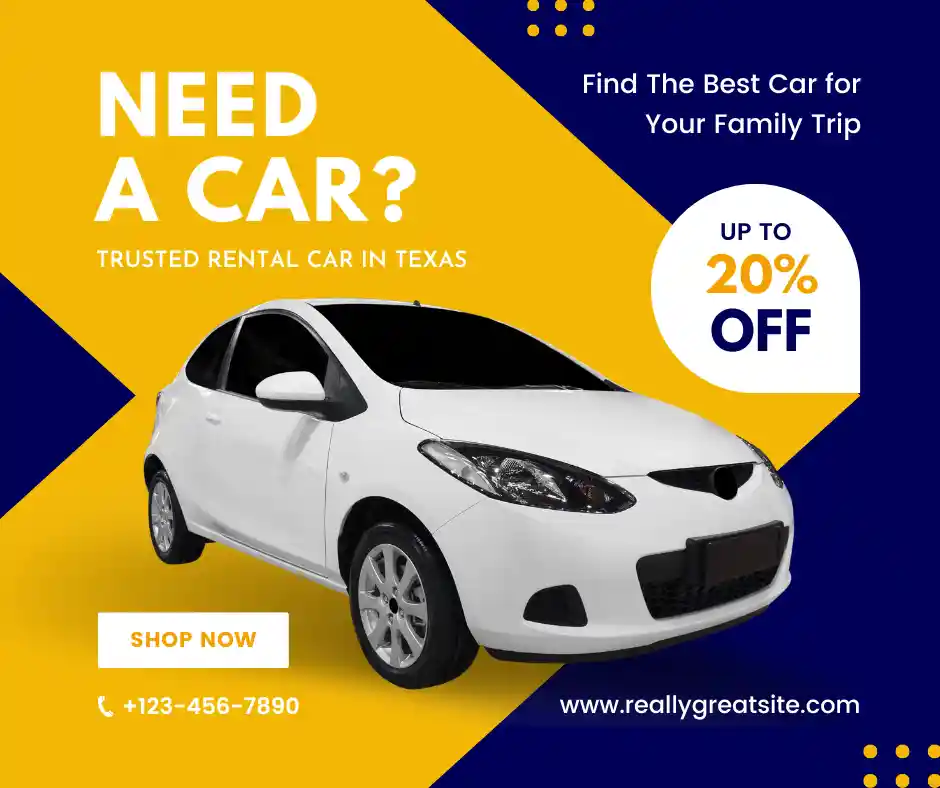 NEED
A CAR?
TRUSTED RENTAL CAR IN TEXAS
Find The Best Car for
Your Family Trip
UP TO
20%
OFF
SHOP NOW
+123-456-7890
www.reallygreatsite.com